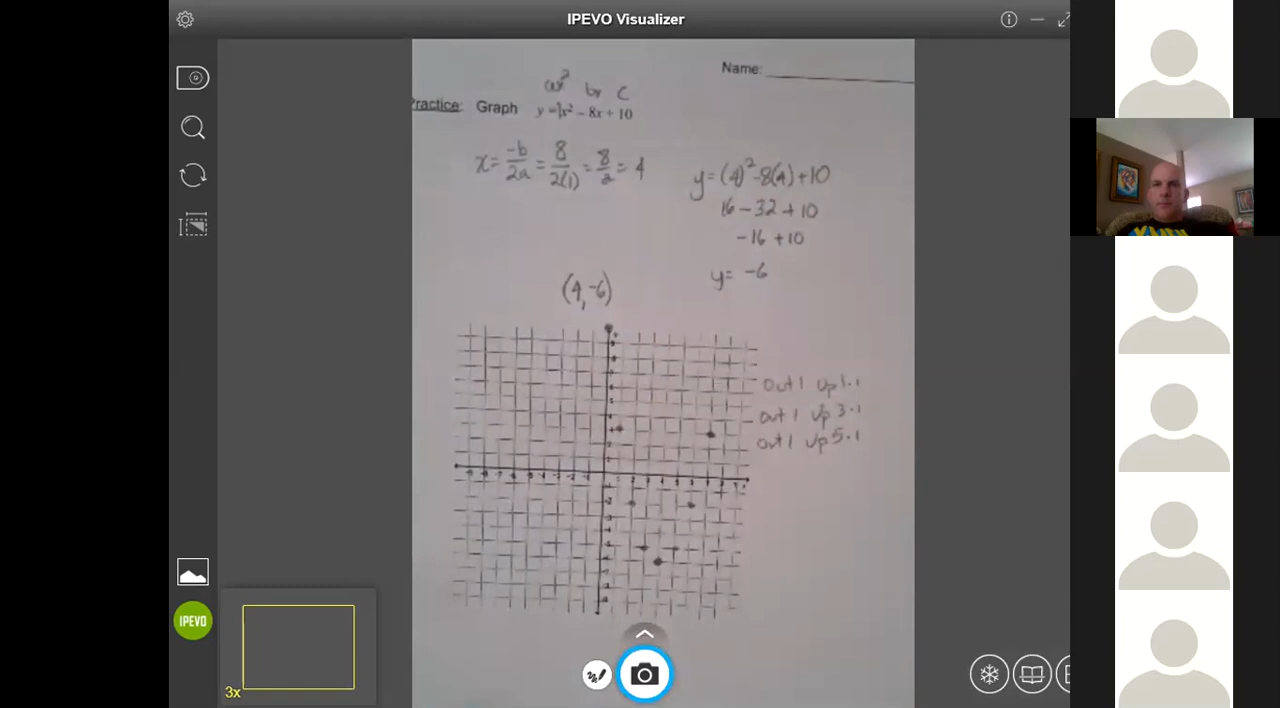 IPEVO Visualizer
Name:
ax² bx c
Practice: Graph y = 1x² - 8x + 10
x = -b/2a = 8/2(1) = 8/2 = 4
y = (4)² - 8(4) + 10
16 - 32 + 10
-16 + 10
y = -6
(4, -6)
out 1 up 1·1
out 1 up 3·1
out 1 up 5·1
IPEVO
3x